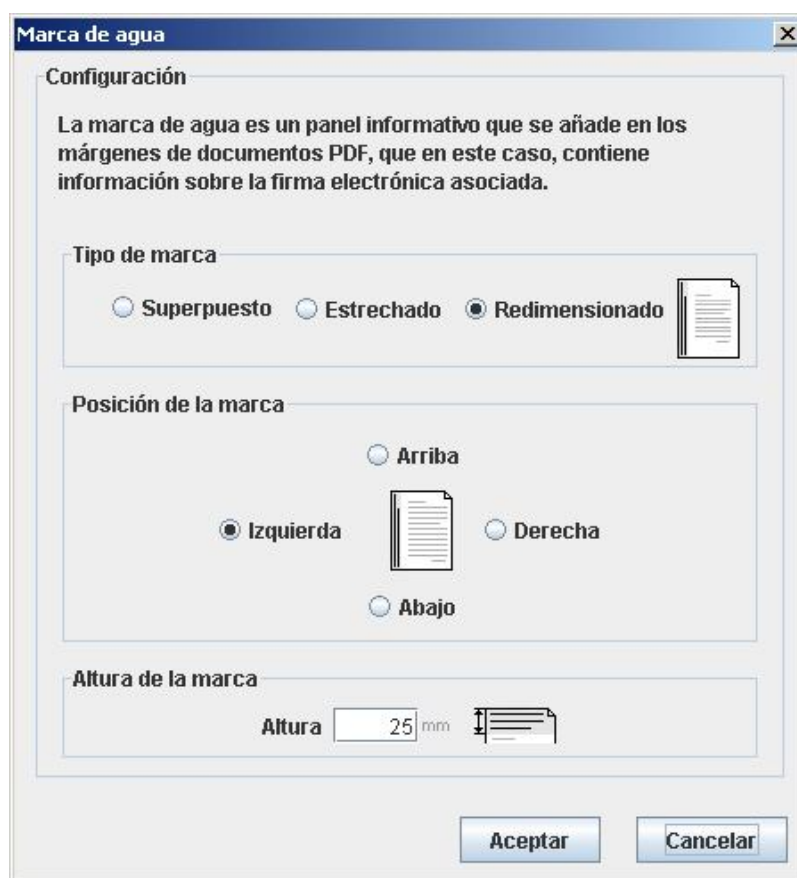 Marca de agua
Configuración
La marca de agua es un panel informativo que se añade en los
márgenes de documentos PDF, que en este caso, contiene
información sobre la firma electrónica asociada.
Tipo de marca
Superpuesto Estrechado Redimensionado
Posición de la marca
Arriba
Izquierda Derecha
Abajo
Altura de la marca
Altura 25 mm
Aceptar Cancelar